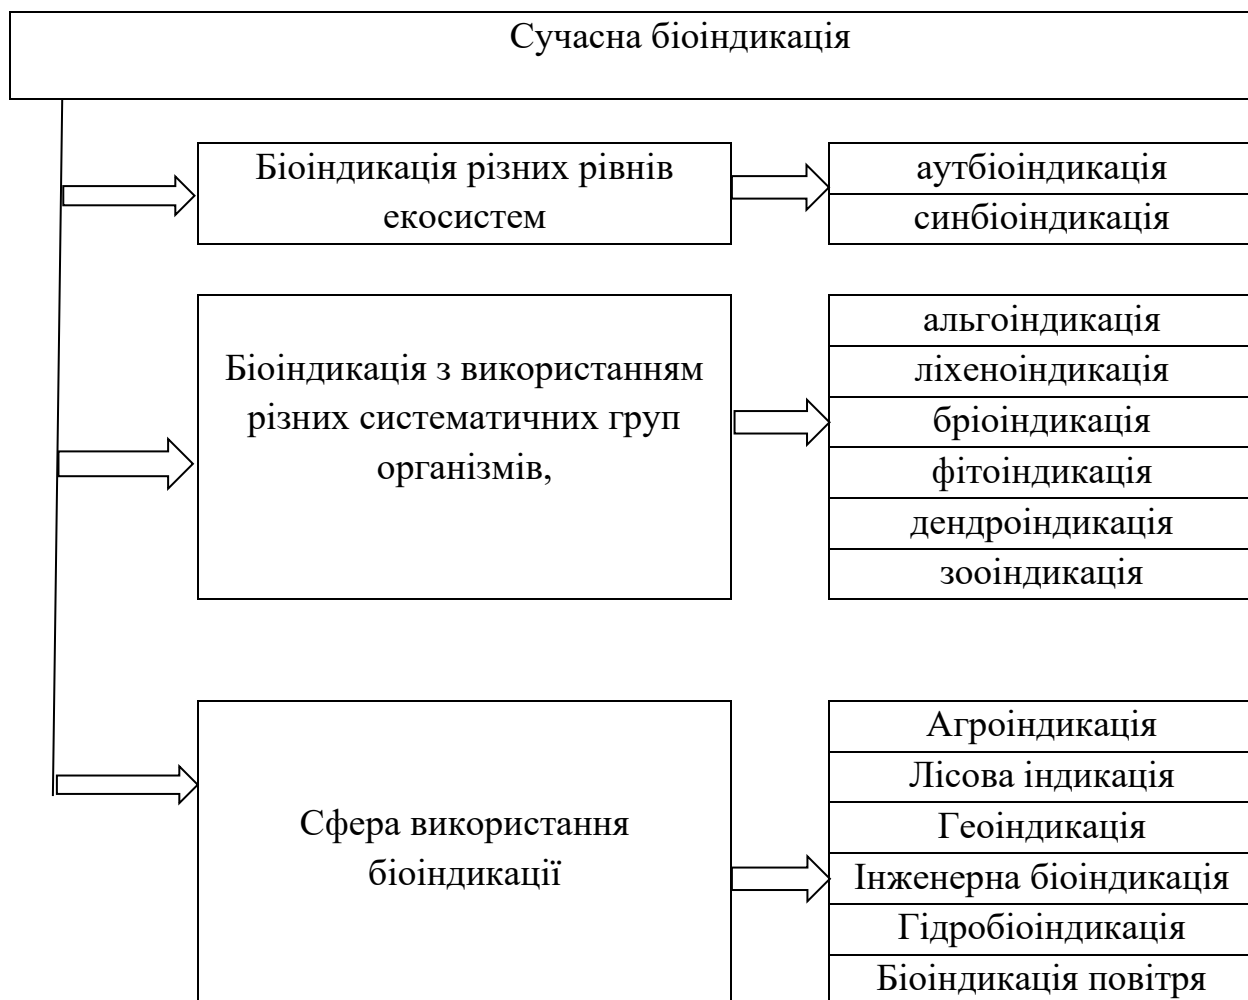 Сучасна біоіндикація
Біоіндикація різних рівнів
екосистем
аутбіоіндикація
синбіоіндикація
Біоіндикація з використанням
різних систематичних груп
організмів,
альгоіндикація
ліхеноіндикація
бріоіндикація
фітоіндикація
дендроіндикація
зооіндикація
Сфера використання
біоіндикації
Агроіндикація
Лісова індикація
Геоіндикація
Інженерна біоіндикація
Гідробіоіндикація
Біоіндикація повітря